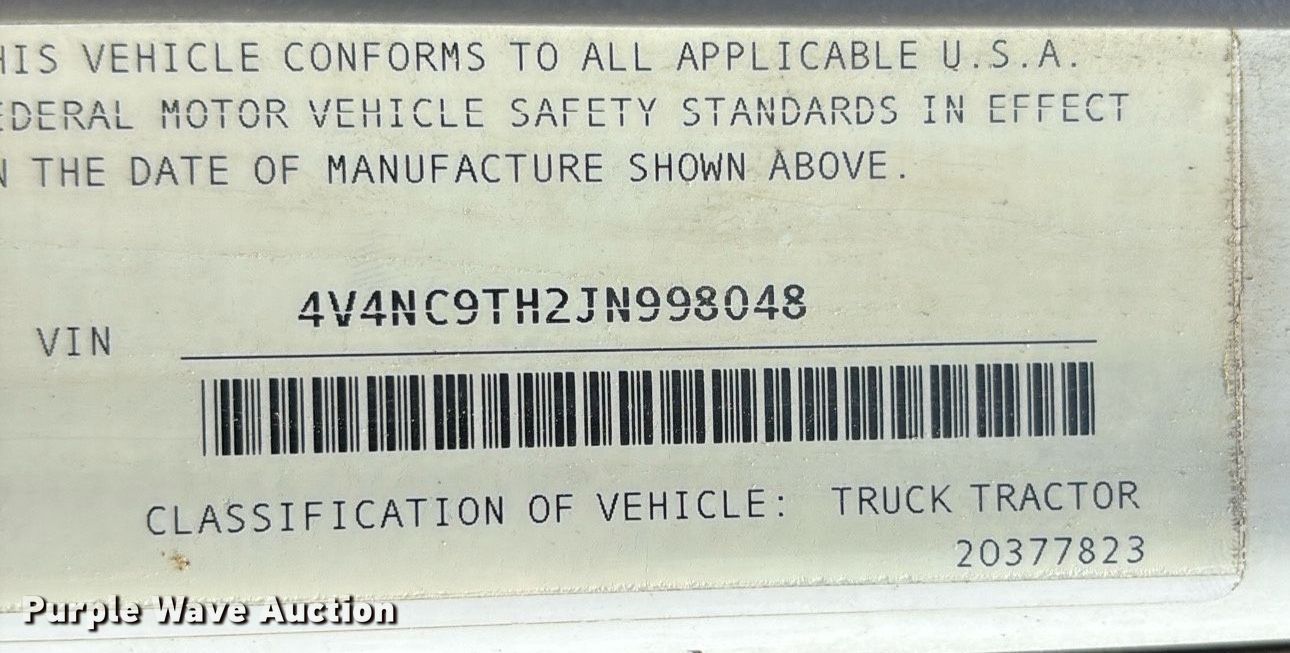 HIS VEHICLE CONFORMS TO ALL APPLICABLE U.S.A.
EDERAL MOTOR VEHICLE SAFETY STANDARDS IN EFFECT
N THE DATE OF MANUFACTURE SHOWN ABOVE.
4V4NC9TH2JN998048
VIN
CLASSIFICATION OF VEHICLE: TRUCK TRACTOR
20377823
Purple Wave Auction